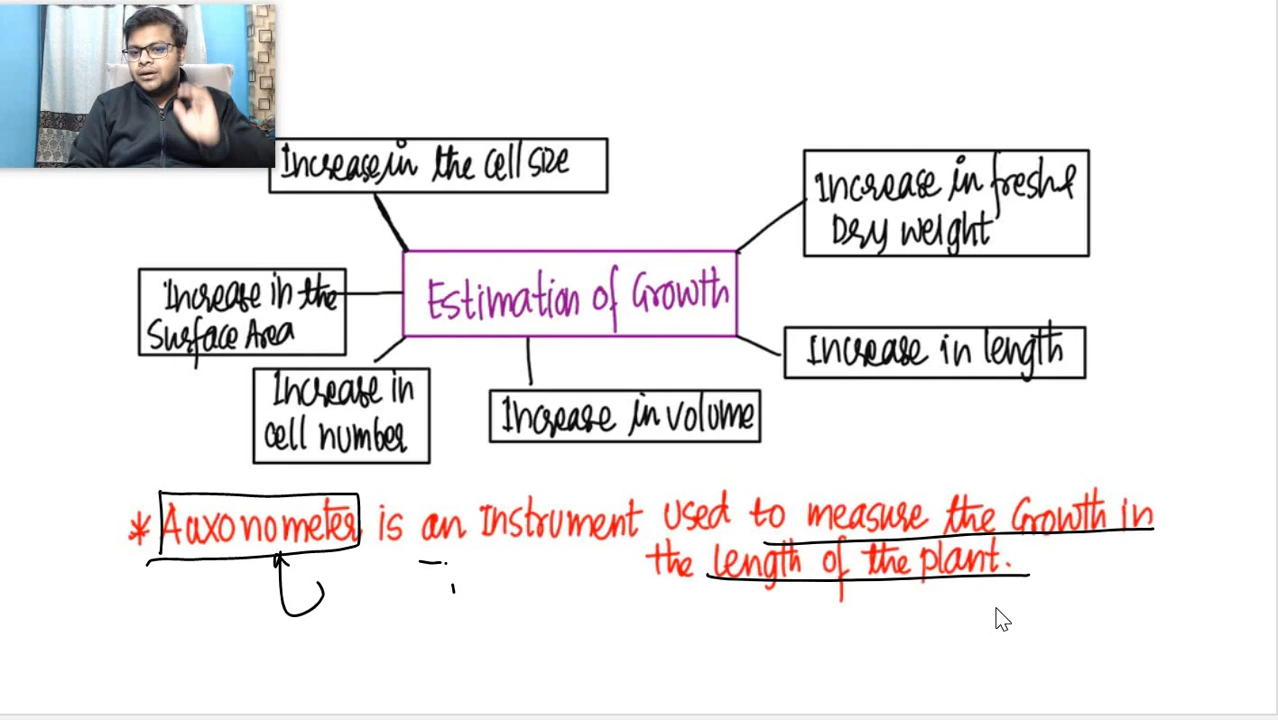 Increase in the cell size
Increase in fresh &
Dry weight
Estimation of Growth
Increase in the
Surface Area
Increase in length
Increase in
cell number
Increase in volume
* Aaxonometer is an Instrument used to measure the Growth in
the length of the plant.